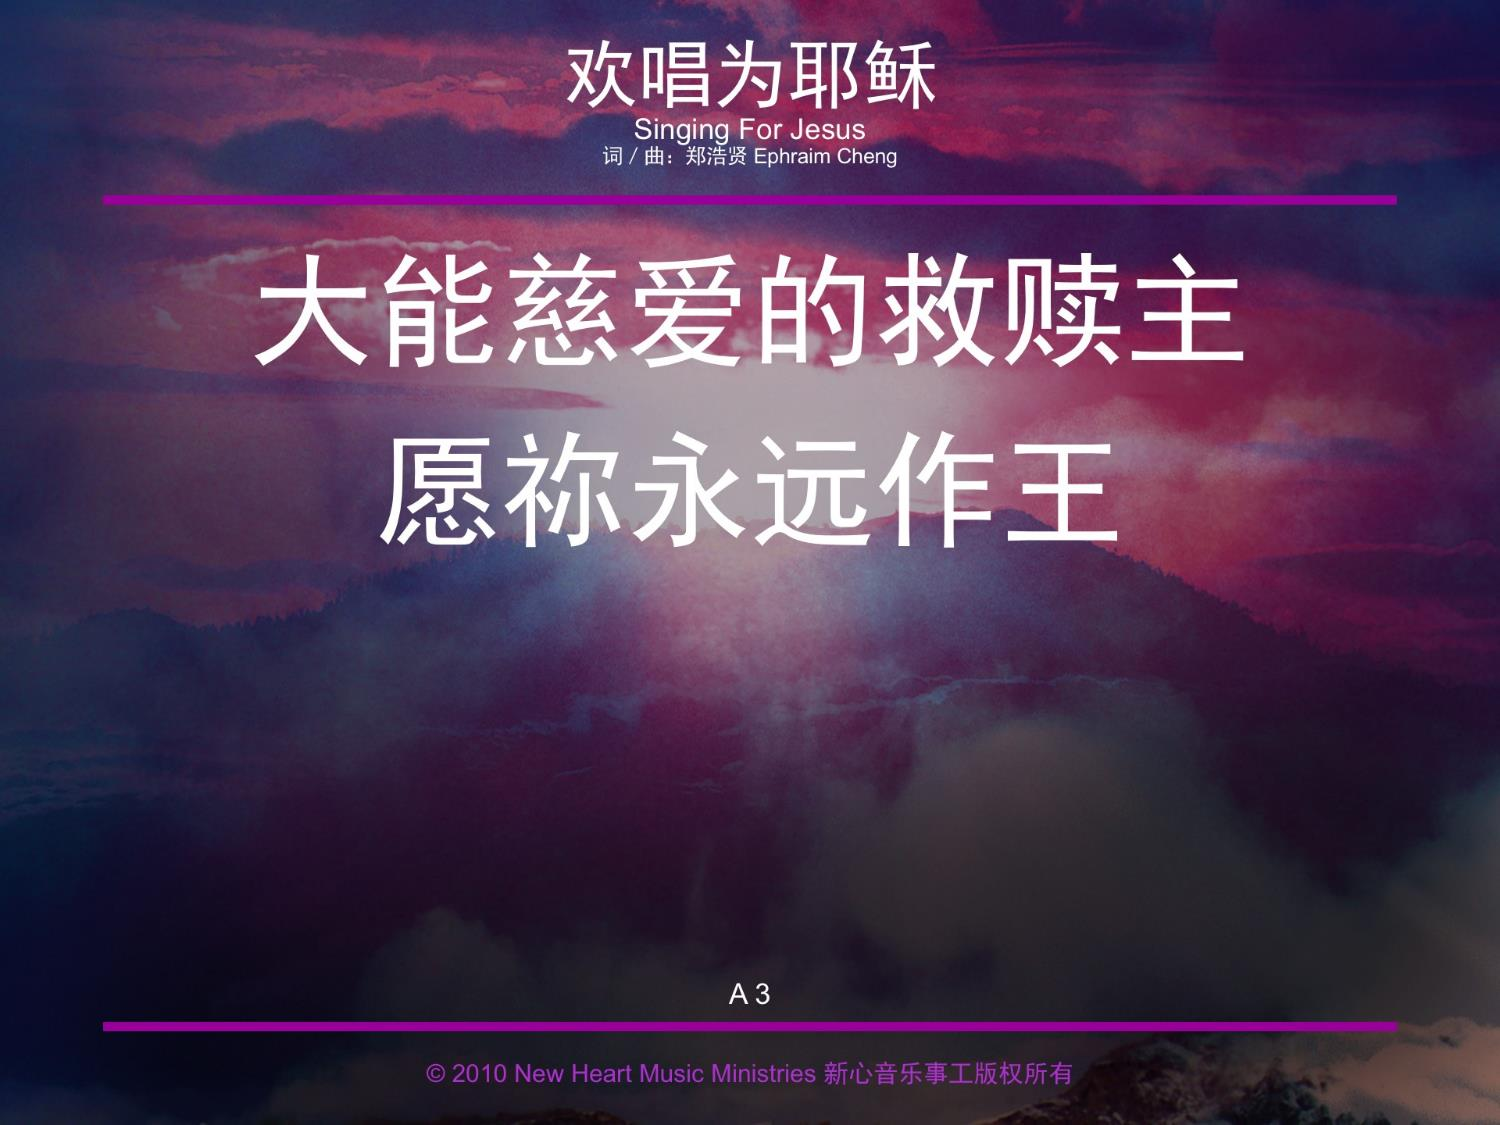 欢唱为耶稣
Singing For Jesus
词 / 曲：郑浩贤 Ephraim Cheng
大能慈爱的救赎主
愿祢永远作王
A 3
© 2010 New Heart Music Ministries 新心音乐事工版权所有